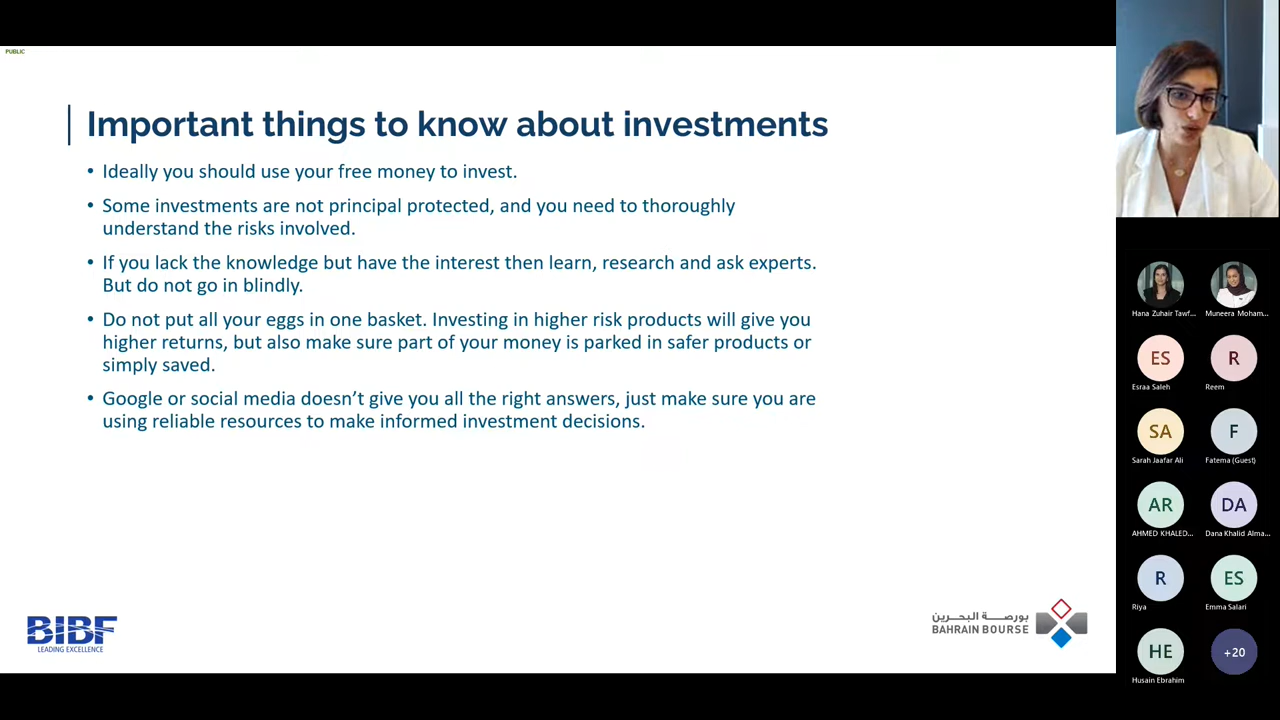 PUBLIC
Important things to know about investments
• Ideally you should use your free money to invest.
• Some investments are not principal protected, and you need to thoroughly
understand the risks involved.
• If you lack the knowledge but have the interest then learn, research and ask experts.
But do not go in blindly.
• Do not put all your eggs in one basket. Investing in higher risk products will give you
higher returns, but also make sure part of your money is parked in safer products or
simply saved.
• Google or social media doesn’t give you all the right answers, just make sure you are
using reliable resources to make informed investment decisions.
BIBF
LEADING EXCELLENCE
بورصة البحرين
BAHRAIN BOURSE
Hana Zuhair Tawf...
Muneera Moham...
ES
R
Esraa Saleh
Reem
SA
F
Sarah Jaafar Ali
Fatema (Guest)
AR
DA
AHMED KHALED...
Dana Khalid Alma...
R
ES
Riya
Emma Salari
HE
+20
Husain Ebrahim